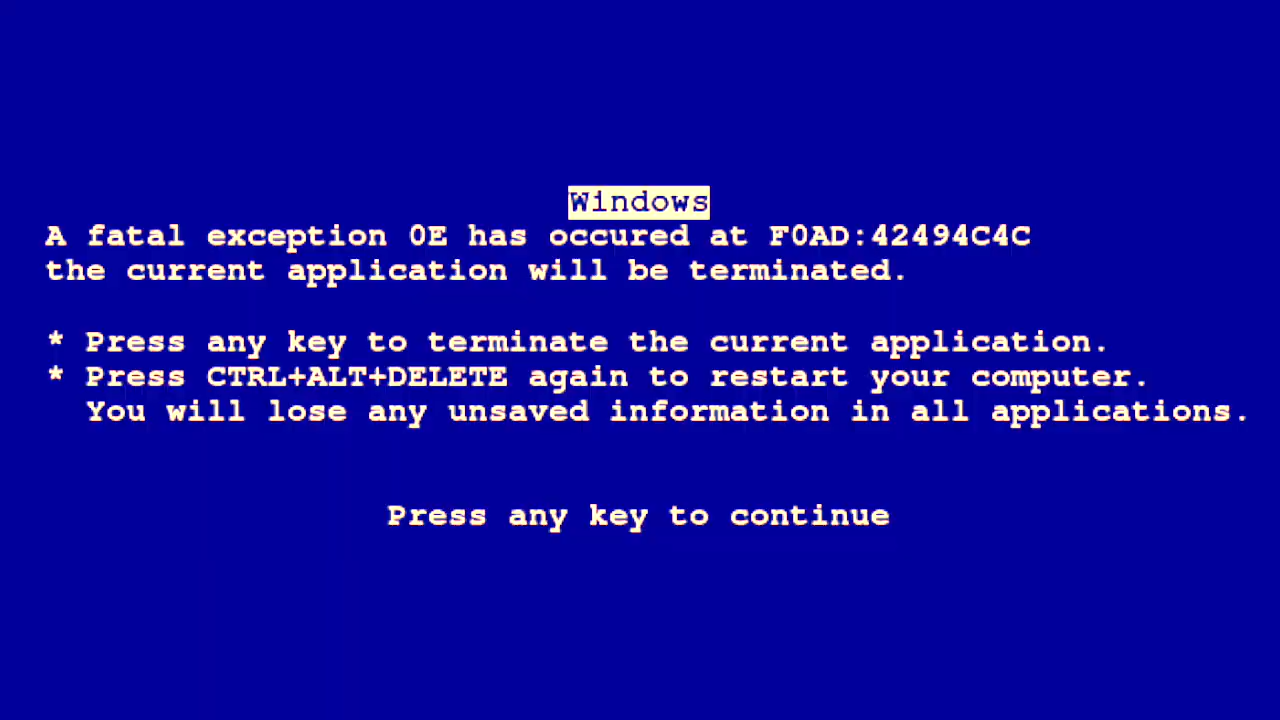 Windows
A fatal exception 0E has occured at F0AD:42494C4C
the current application will be terminated.
* Press any key to terminate the current application.
* Press CTRL+ALT+DELETE again to restart your computer.
You will lose any unsaved information in all applications.
Press any key to continue